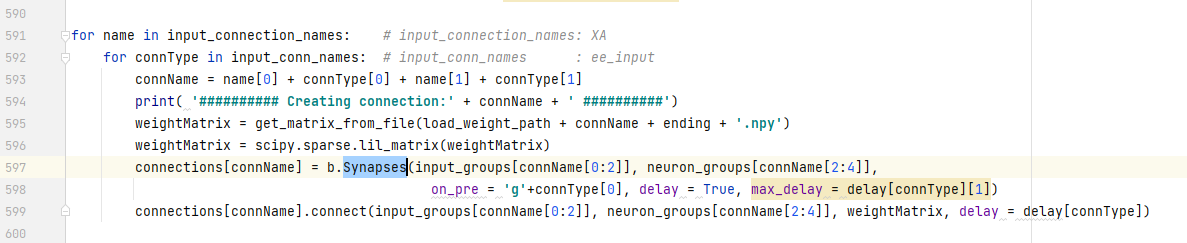 590
591 for name in input_connection_names:    # input_connection_names: XA
592     for connType in input_conn_names:  # input_conn_names      : ee_input
593         connName = name[0] + connType[0] + name[1] + connType[1]
594         print( '########## Creating connection:' + connName + ' ##########')
595         weightMatrix = get_matrix_from_file(load_weight_path + connName + ending + '.npy')
596         weightMatrix = scipy.sparse.lil_matrix(weightMatrix)
597         connections[connName] = b.Synapses(input_groups[connName[0:2]], neuron_groups[connName[2:4]],
598                                              on_pre = 'g'+connType[0], delay = True, max_delay = delay[connType][1])
599         connections[connName].connect(input_groups[connName[0:2]], neuron_groups[connName[2:4]], weightMatrix, delay = delay[connType])
600